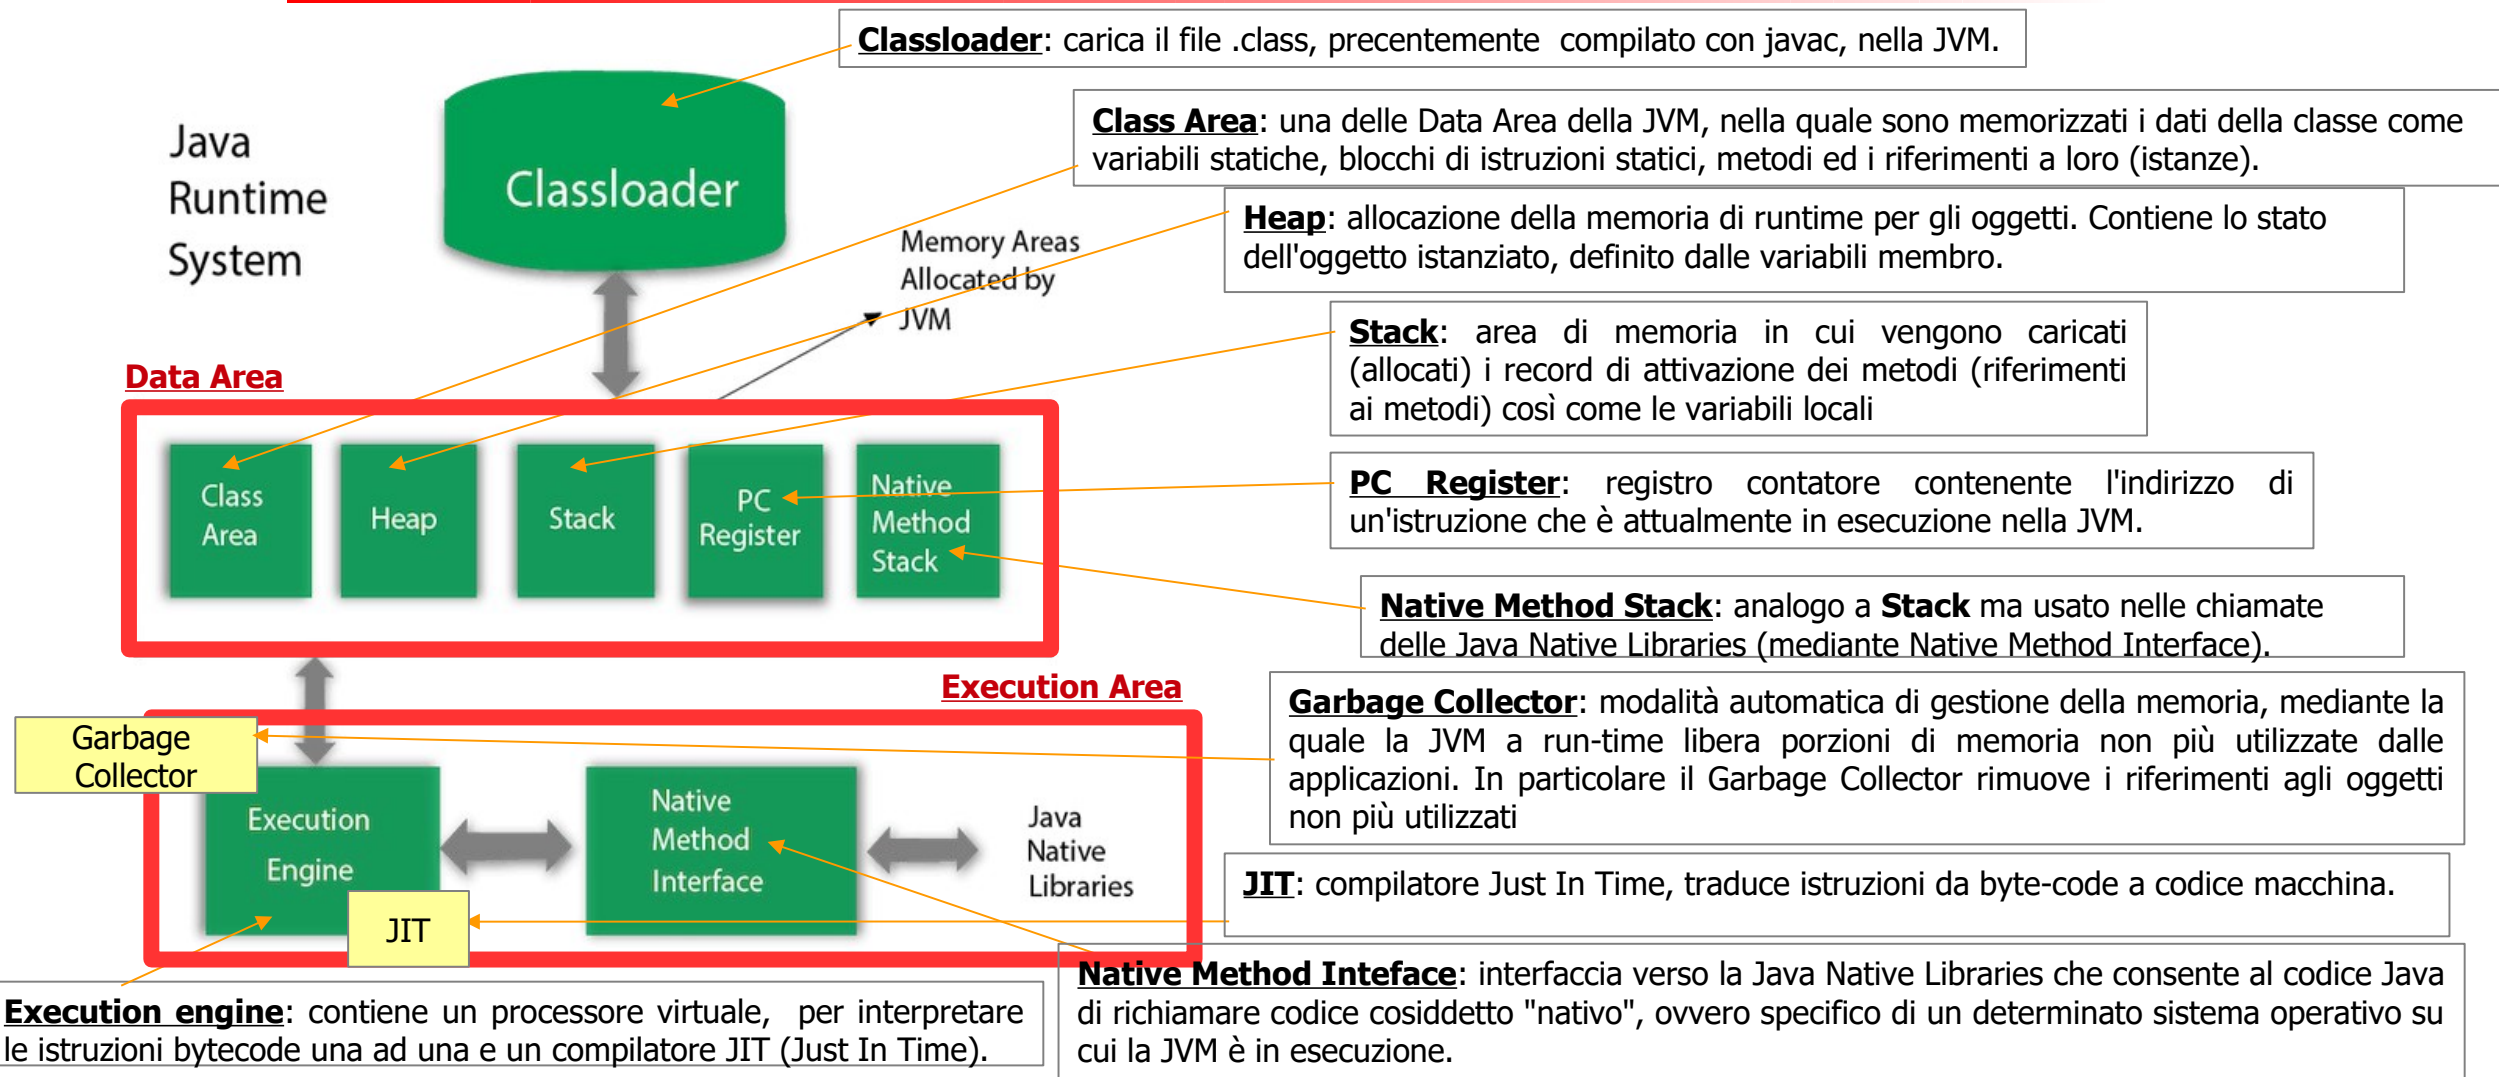 Classloader: carica il file .class, precentemente compilato con javac, nella JVM.
Java
Runtime
System
Classloader
Class Area: una delle Data Area della JVM, nella quale sono memorizzati i dati della classe come
variabili statiche, blocchi di istruzioni statici, metodi ed i riferimenti a loro (istanze).
Memory Areas
Allocated by
JVM
Heap: allocazione della memoria di runtime per gli oggetti. Contiene lo stato
dell'oggetto istanziato, definito dalle variabili membro.
Stack: area di memoria in cui vengono caricati
(allocati) i record di attivazione dei metodi (riferimenti
ai metodi) così come le variabili locali
Data Area
Class
Area
Heap
Stack
PC
Register
Native
Method
Stack
PC Register: registro contatore contenente l'indirizzo di
un'istruzione che è attualmente in esecuzione nella JVM.
Native Method Stack: analogo a Stack ma usato nelle chiamate
delle Java Native Libraries (mediante Native Method Interface).
Execution Area
Garbage Collector: modalità automatica di gestione della memoria, mediante la
quale la JVM a run-time libera porzioni di memoria non più utilizzate dalle
applicazioni. In particolare il Garbage Collector rimuove i riferimenti agli oggetti
non più utilizzati
Garbage
Collector
Execution
Engine
JIT
Native
Method
Interface
Java
Native
Libraries
JIT: compilatore Just In Time, traduce istruzioni da byte-code a codice macchina.
Native Method Inteface: interfaccia verso la Java Native Libraries che consente al codice Java
di richiamare codice cosiddetto "nativo", ovvero specifico di un determinato sistema operativo su
cui la JVM è in esecuzione.
Execution engine: contiene un processore virtuale, per interpretare
le istruzioni bytecode una ad una e un compilatore JIT (Just In Time).